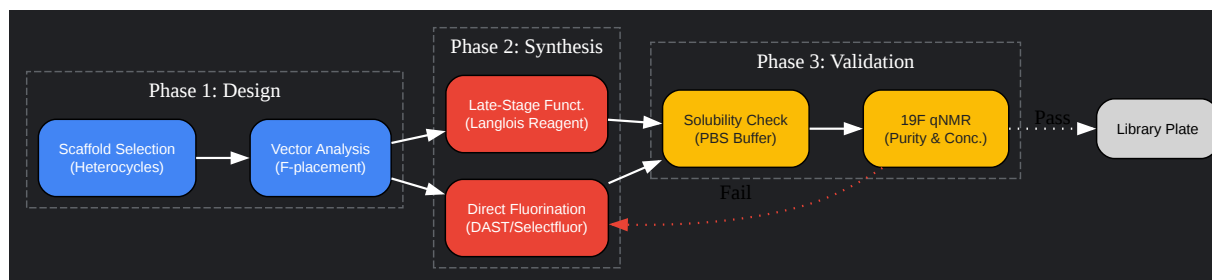 Phase 1: Design
Scaffold Selection
(Heterocycles)
Vector Analysis
(F-placement)
Phase 2: Synthesis
Late-Stage Funct.
(Langlois Reagent)
Direct Fluorination
(DAST/Selectfluor)
Phase 3: Validation
Solubility Check
(PBS Buffer)
19F qNMR
(Purity & Conc.)
Fail
Pass
Library Plate